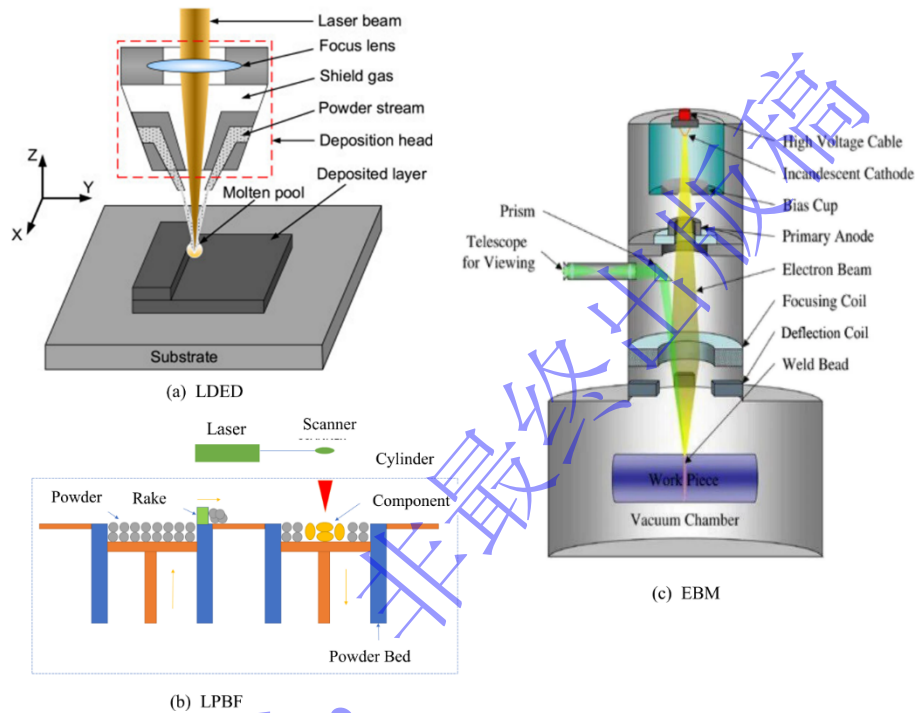 Laser beam
Focus lens
Shield gas
Powder stream
Deposition head
Deposited layer
Molten pool
Z
Y
X
Substrate
(a) LDED
Laser
Scanner
Cylinder
Powder
Rake
Component
Powder Bed
(b) LPBF
High Voltage Cable
Incandescent Cathode
Bias Cup
Prism
Primary Anode
Telescope
for Viewing
Electron Beam
Focusing Coil
Deflection Coil
Weld Bead
Work Piece
Vacuum Chamber
(c) EBM
非最终出版稿